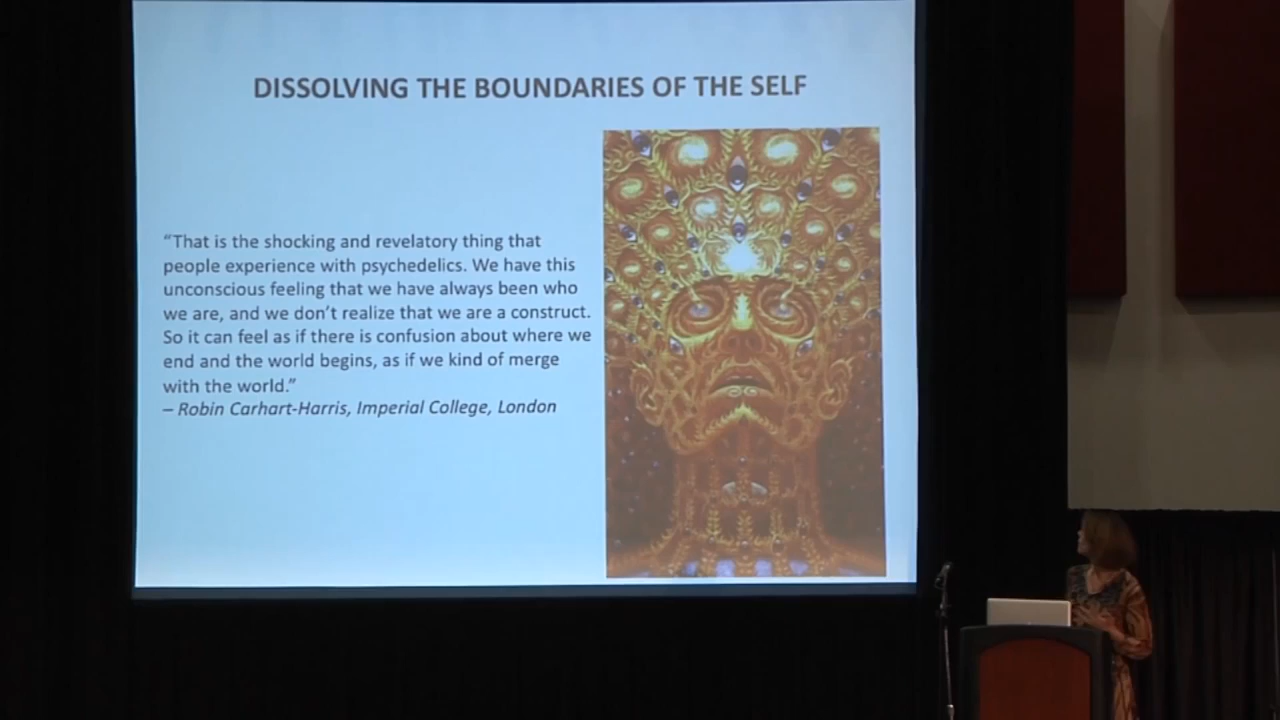 DISSOLVING THE BOUNDARIES OF THE SELF
“That is the shocking and revelatory thing that
people experience with psychedelics. We have this
unconscious feeling that we have always been who
we are, and we don’t realize that we are a construct.
So it can feel as if there is confusion about where we
end and the world begins, as if we kind of merge
with the world.”
– Robin Carhart-Harris, Imperial College, London